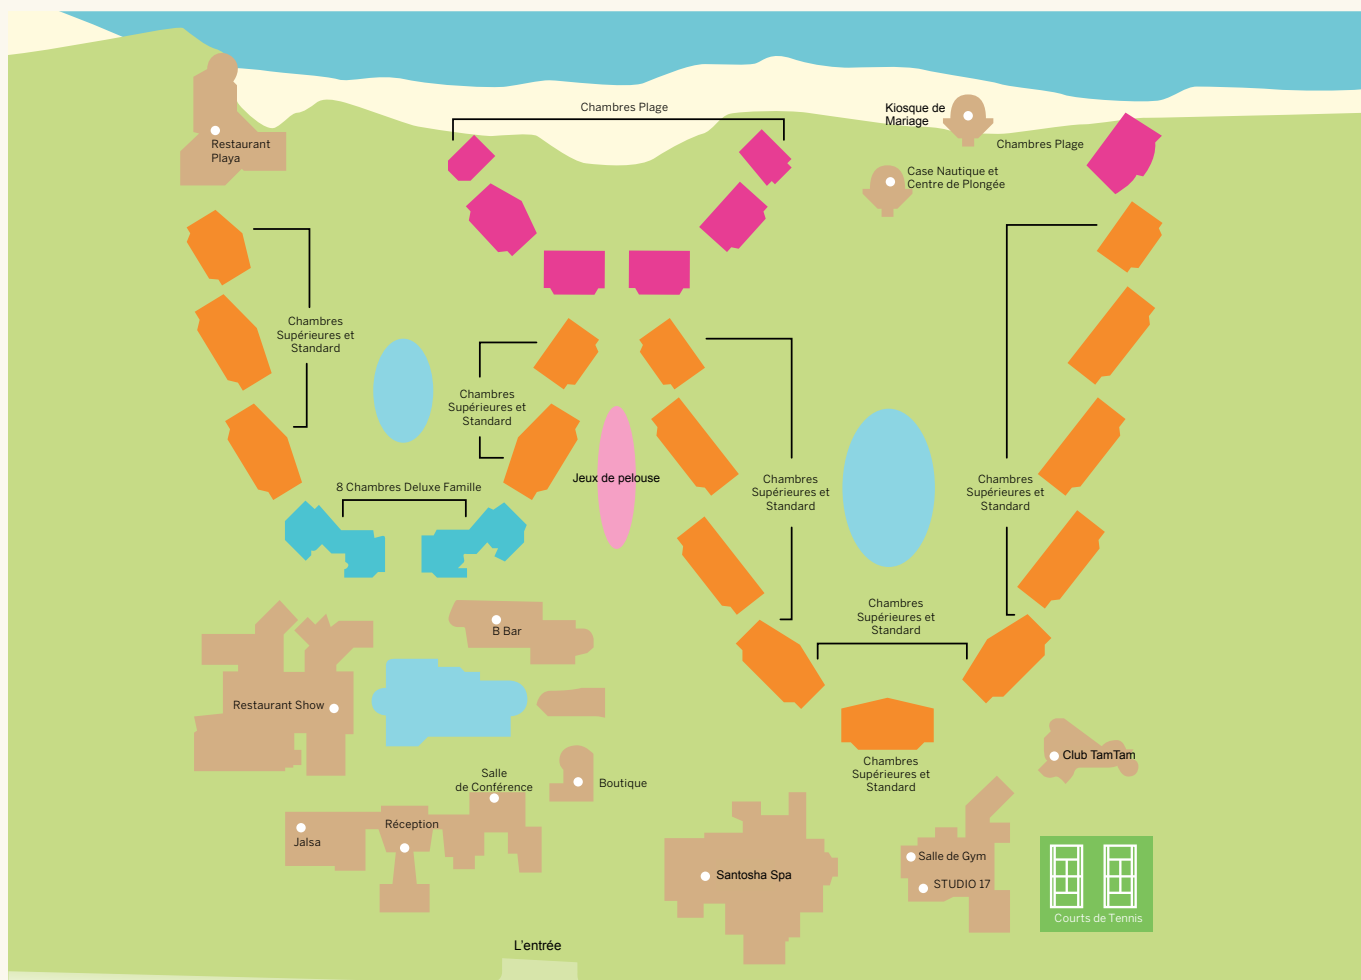 Chambres Plage
Kiosque de
Mariage
Chambres Plage
Restaurant
Playa
Case Nautique et
Centre de Plongée
Chambres
Supérieures et
Standard
Chambres
Supérieures et
Standard
Jeux de pelouse
Chambres
Supérieures et
Standard
Chambres
Supérieures et
Standard
8 Chambres Deluxe Famille
Chambres
Supérieures et
Standard
B Bar
Restaurant Show
Chambres
Supérieures et
Standard
Club TamTam
Salle
de Conférence
Boutique
Réception
Jalsa
Santosha Spa
Salle de Gym
STUDIO 17
Courts de Tennis
L'entrée